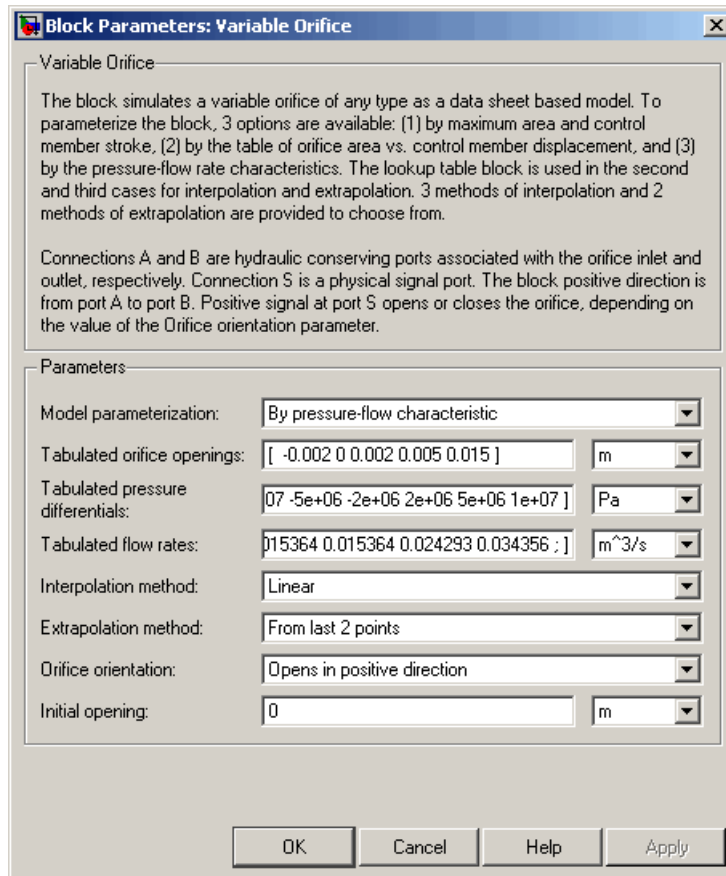 Block Parameters: Variable Orifice
Variable Orifice
The block simulates a variable orifice of any type as a data sheet based model. To
parameterize the block, 3 options are available: (1) by maximum area and control
member stroke, (2) by the table of orifice area vs. control member displacement, and (3)
by the pressure-flow rate characteristics. The lookup table block is used in the second
and third cases for interpolation and extrapolation. 3 methods of interpolation and 2
methods of extrapolation are provided to choose from.
Connections A and B are hydraulic conserving ports associated with the orifice inlet and
outlet, respectively. Connection S is a physical signal port. The block positive direction is
from port A to port B. Positive signal at port S opens or closes the orifice, depending on
the value of the Orifice orientation parameter.
Parameters
Model parameterization: By pressure-flow characteristic
Tabulated orifice openings: [ -0.002 0 0.002 0.005 0.015 ] m
Tabulated pressure
differentials: 07 -5e+06 -2e+06 2e+06 5e+06 1e+07 ] Pa
Tabulated flow rates: 015364 0.015364 0.024293 0.034356 ; ] m^3/s
Interpolation method: Linear
Extrapolation method: From last 2 points
Orifice orientation: Opens in positive direction
Initial opening: 0 m
OK Cancel Help Apply